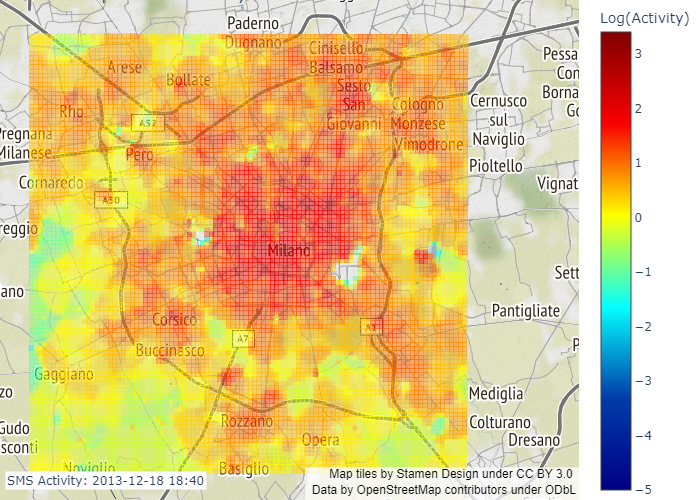 Log(Activity)
3
2
1
0
−1
−2
−3
−4
−5
Paderno
Dugnano
Cinisello
Balsamo
Arese
Bollate
Sesto
San
Giovanni
Rho
A52
Cologno
Monzese
Vimodrone
Pessa
Con
Borna
Go
Cernusco
sul
Naviglio
Pregnana
Milanese
Pero
Pioltello
Cornaredo
A50
Vignat
reggio
Milano
Sett
ano
Pantigliate
Corsico
A7
Buccinasco
P
Gaggiano
zo
Mediglia
Rozzano
Colturano
Gudo
sconti
Opera
Dresano
Noviglio
Basiglio
SMS Activity: 2013-12-18 18:40
Map tiles by Stamen Design under CC BY 3.0
Data by OpenStreetMap contributors under ODbL